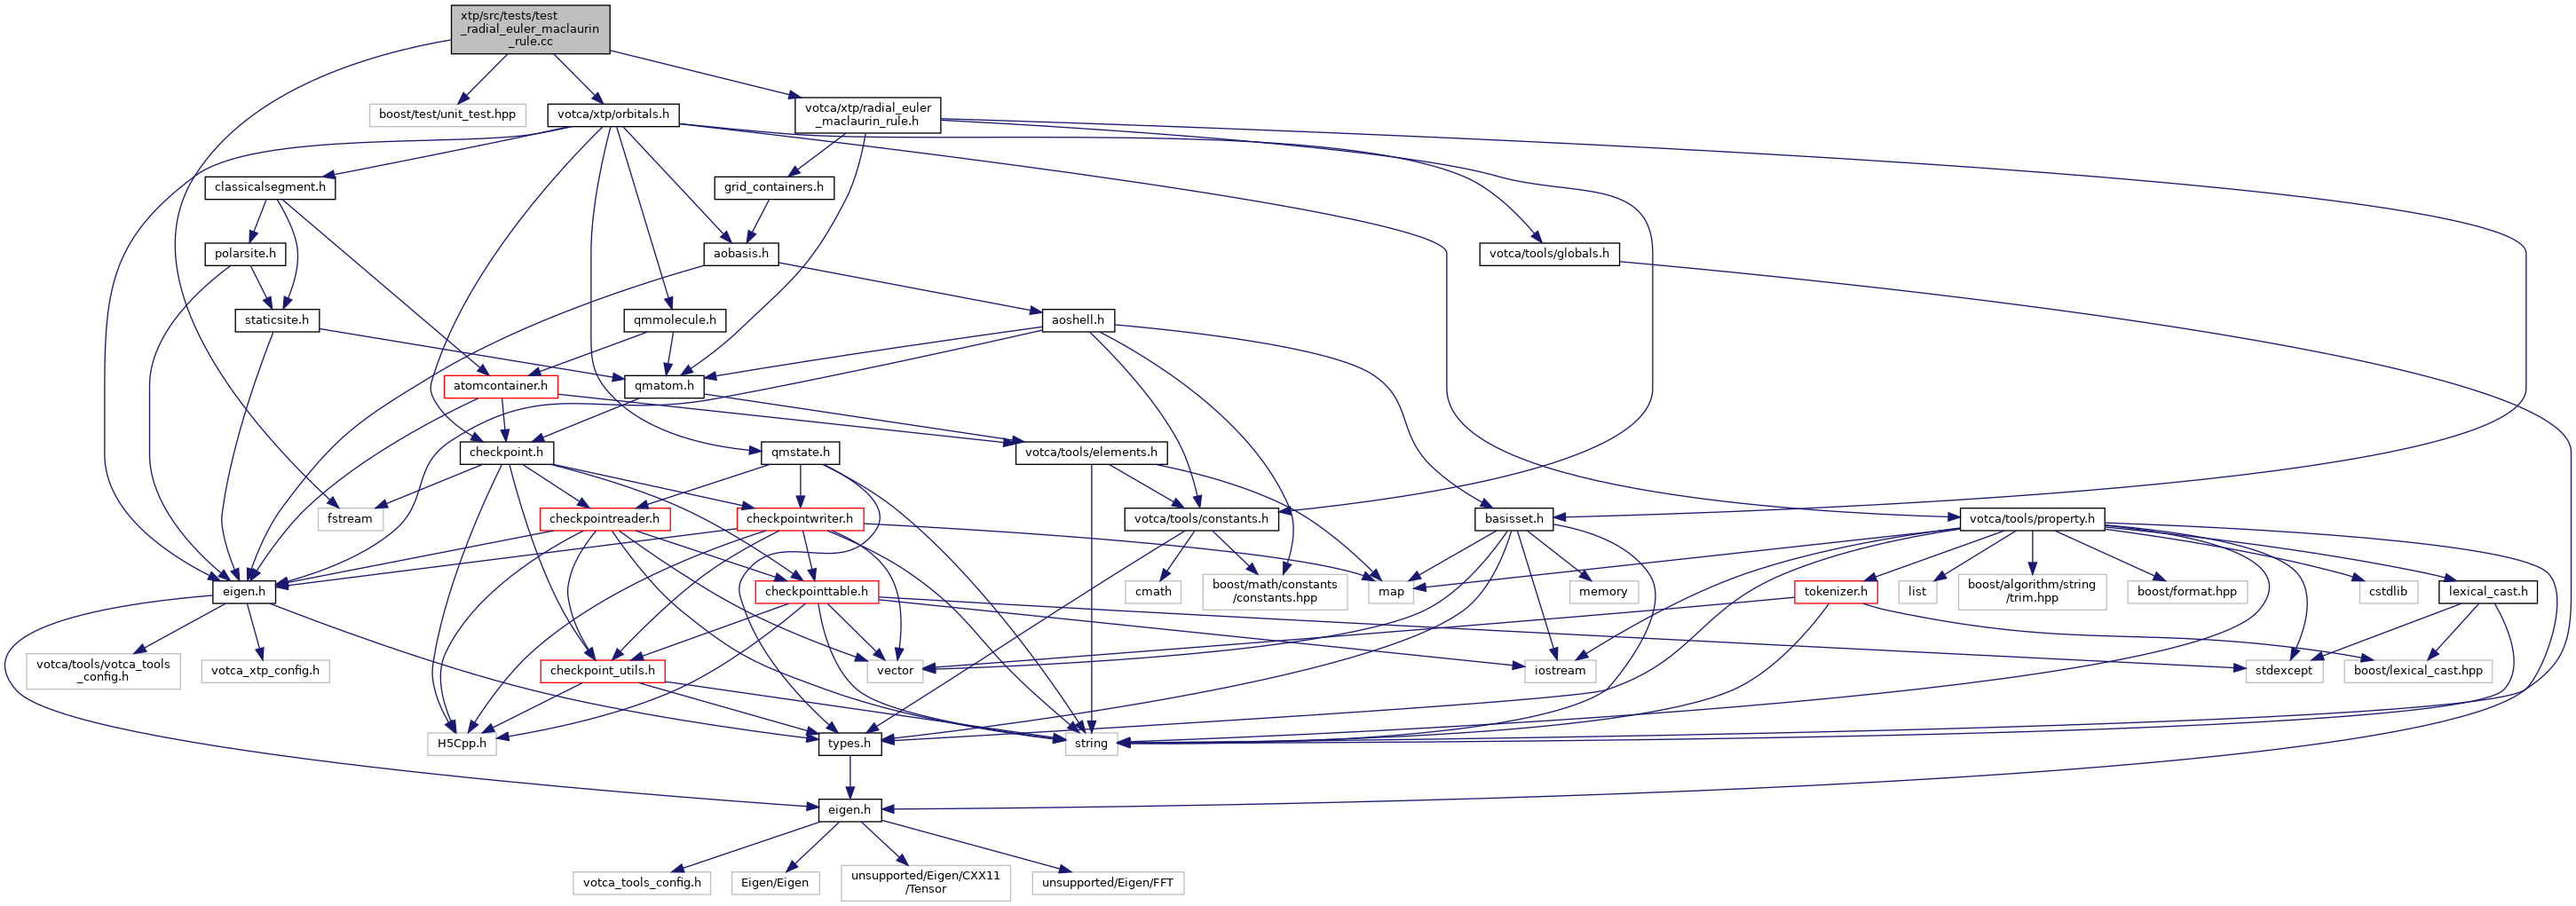 xtp/src/tests/test
_radial_euler_maclaurin
_rule.cc
boost/test/unit_test.hpp
votca/xtp/orbitals.h
votca/xtp/radial_euler
_maclaurin_rule.h
classicalsegment.h
grid_containers.h
polarsite.h
aobasis.h
votca/tools/globals.h
staticsite.h
qmmolecule.h
aoshell.h
atomcontainer.h
qmatom.h
checkpoint.h
qmstate.h
votca/tools/elements.h
fstream
checkpointreader.h
checkpointwriter.h
votca/tools/constants.h
basisset.h
votca/tools/property.h
eigen.h
checkpointtable.h
cmath
boost/math/constants
/constants.hpp
map
memory
tokenizer.h
list
boost/algorithm/string
/trim.hpp
boost/format.hpp
cstdlib
lexical_cast.h
votca/tools/votca_tools
_config.h
votca_xtp_config.h
checkpoint_utils.h
vector
iostream
stdexcept
boost/lexical_cast.hpp
H5Cpp.h
types.h
string
eigen.h
votca_tools_config.h
Eigen/Eigen
unsupported/Eigen/CXX11
/Tensor
unsupported/Eigen/FFT